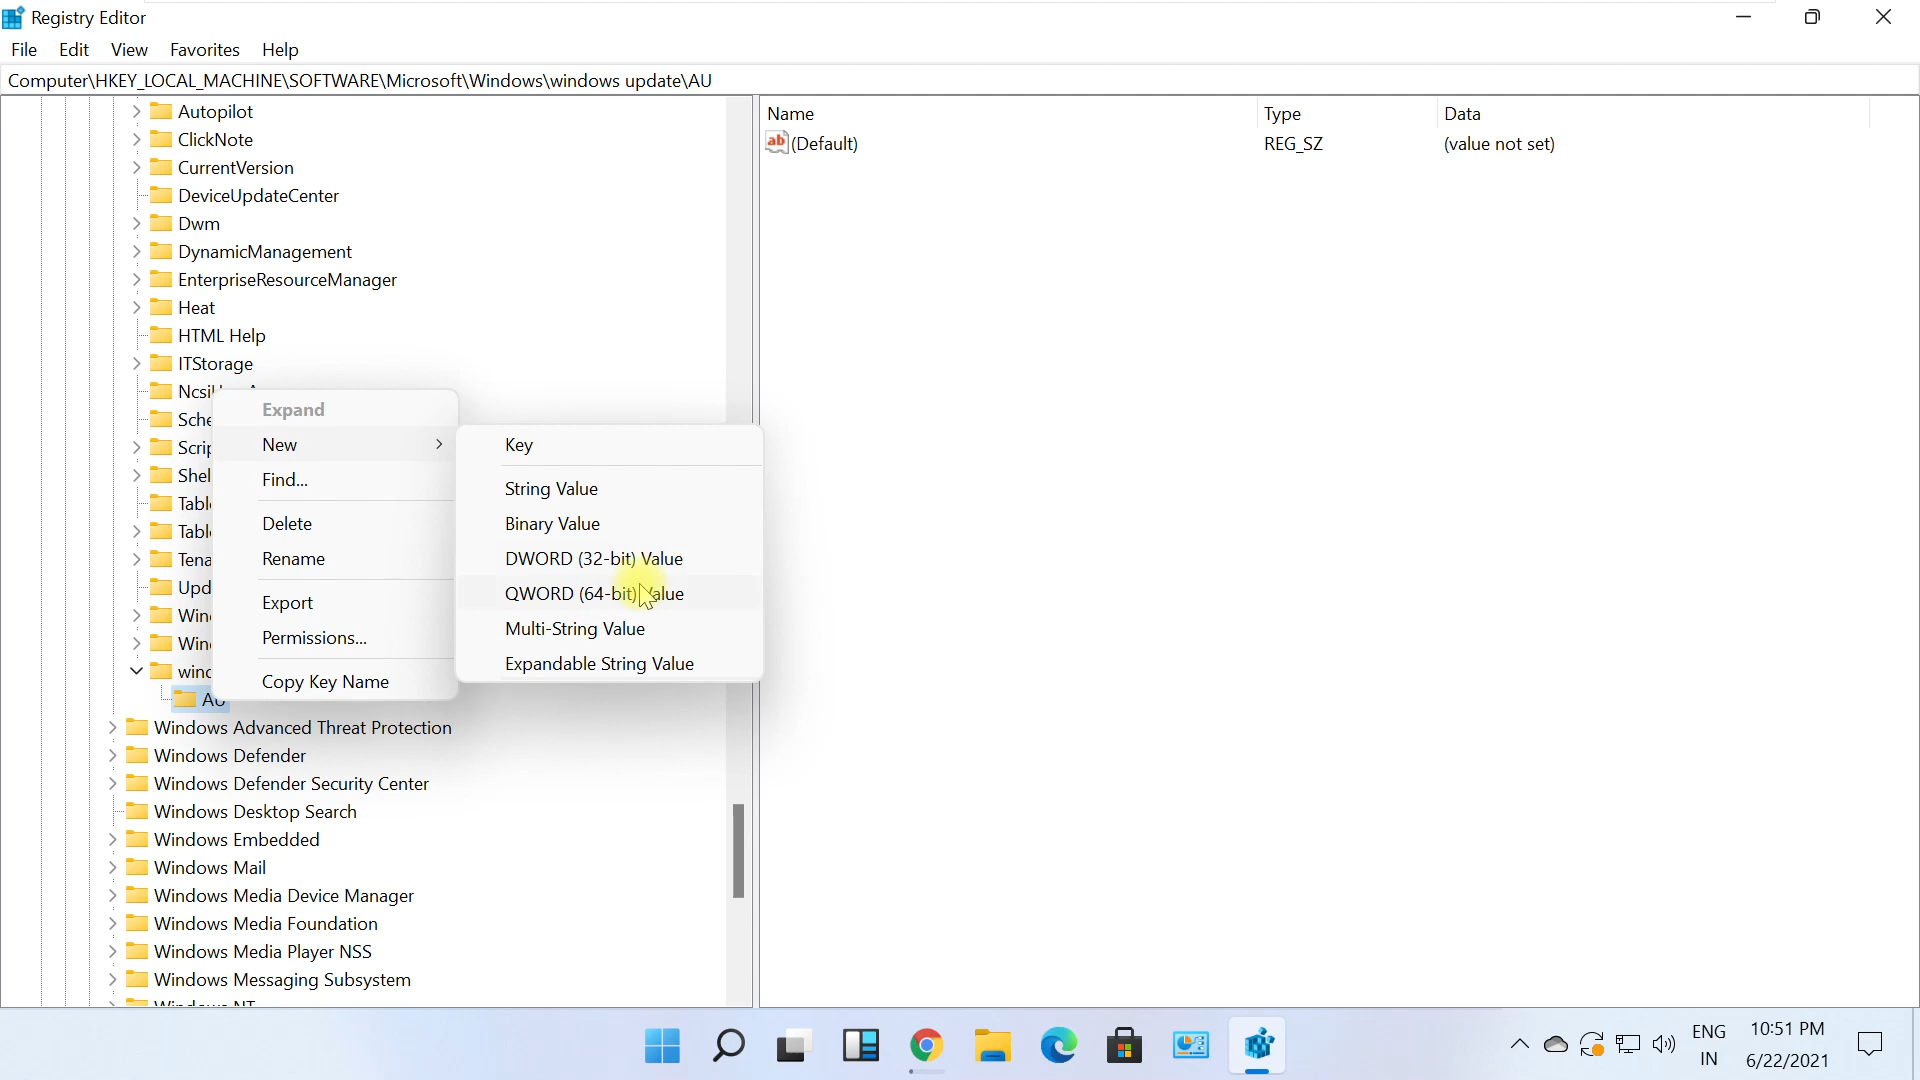 Registry Editor
File Edit View Favorites Help
Computer\HKEY_LOCAL_MACHINE\SOFTWARE\Microsoft\Windows\windows update\AU
Name Type Data
(Default) REG_SZ (value not set)
Autopilot
ClickNote
CurrentVersion
DeviceUpdateCenter
Dwm
DynamicManagement
EnterpriseResourceManager
Heat
HTML Help
ITStorage
Expand
New
Find...
Delete
Rename
Export
Permissions...
Copy Key Name
Key
String Value
Binary Value
DWORD (32-bit) Value
QWORD (64-bit) Value
Multi-String Value
Expandable String Value
AU
Windows Advanced Threat Protection
Windows Defender
Windows Defender Security Center
Windows Desktop Search
Windows Embedded
Windows Mail
Windows Media Device Manager
Windows Media Foundation
Windows Media Player NSS
Windows Messaging Subsystem
Windows NT
ENG
IN
10:51 PM
6/22/2021